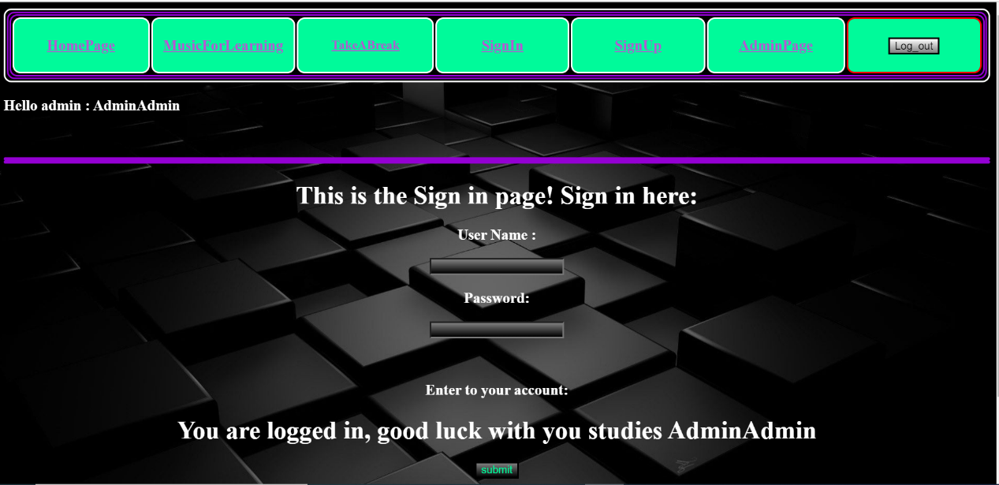 HomePage MusicForLearning TakeABreak SignIn SignUp AdminPage Log_out
Hello admin : AdminAdmin
This is the Sign in page! Sign in here:
User Name :
Password:
Enter to your account:
You are logged in, good luck with you studies AdminAdmin
submit